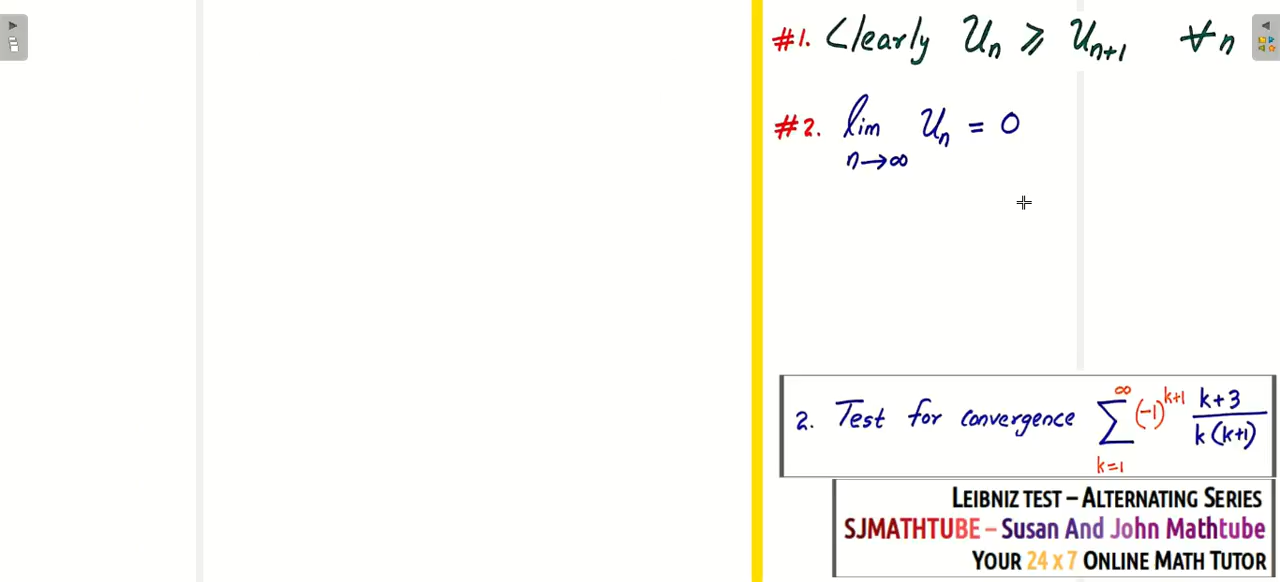 #1. Clearly Uₙ ⩾ Uₙ₊₁ ∀n
#2. lim Uₙ = 0
n→∞
2. Test for convergence ∑_{k=1}^{∞} (-1)^{k+1} \frac{k+3}{k(k+1)}
LEIBNIZ TEST – ALTERNATING SERIES
SJMATHTUBE – Susan And John Mathtube
YOUR 24 x 7 ONLINE MATH TUTOR